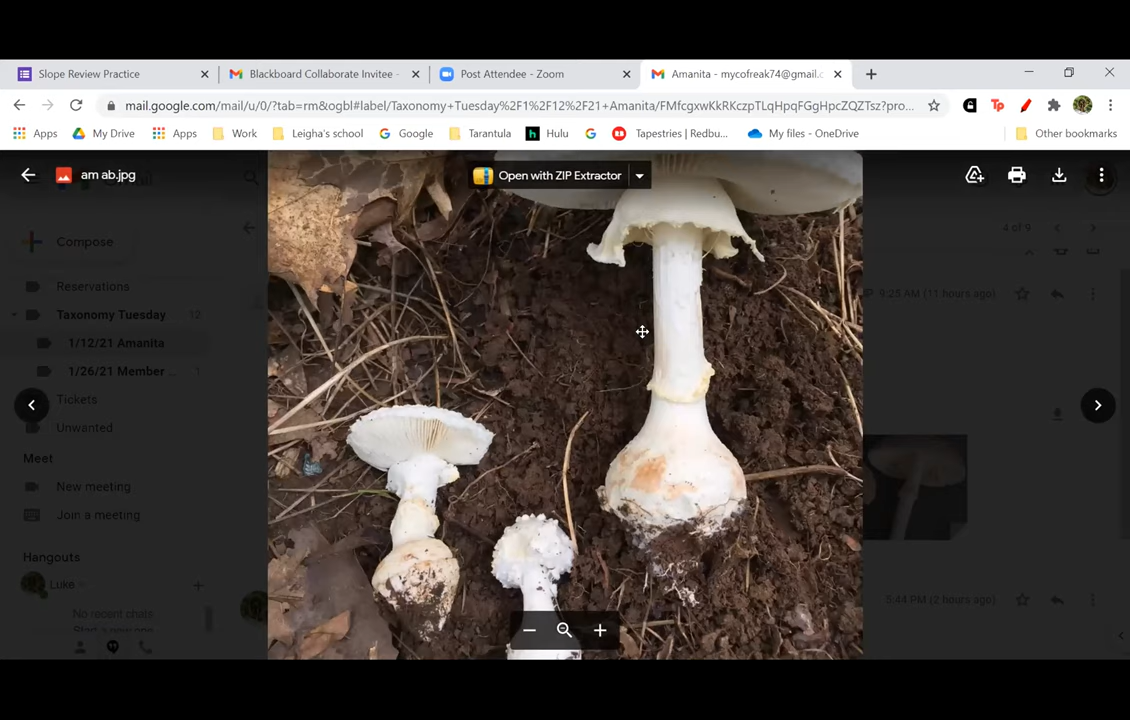 Slope Review Practice
Blackboard Collaborate Invitee -
Post Attendee - Zoom
Amanita - mycofreak74@gmail.c
mail.google.com/mail/u/0/?tab=rm&ogbl#label/Taxonomy+Tuesday%2F1%2F12%2F21+Amanita/FMfcgxwKkRKczpTLqHpqFGgHpcZQZTsz?pro...
Apps
My Drive
Apps
Work
Leigha's school
Google
Tarantula
Hulu
Tapestries | Redbu...
My files - OneDrive
Other bookmarks
am ab.jpg
Open with ZIP Extractor
Compose
4 of 9
Reservations
9:25 AM (11 hours ago)
Taxonomy Tuesday 12
1/12/21 Amanita
1/26/21 Member ... 1
Tickets
Unwanted
Meet
New meeting
Join a meeting
Hangouts
Luke
No recent chats
5:44 PM (2 hours ago)